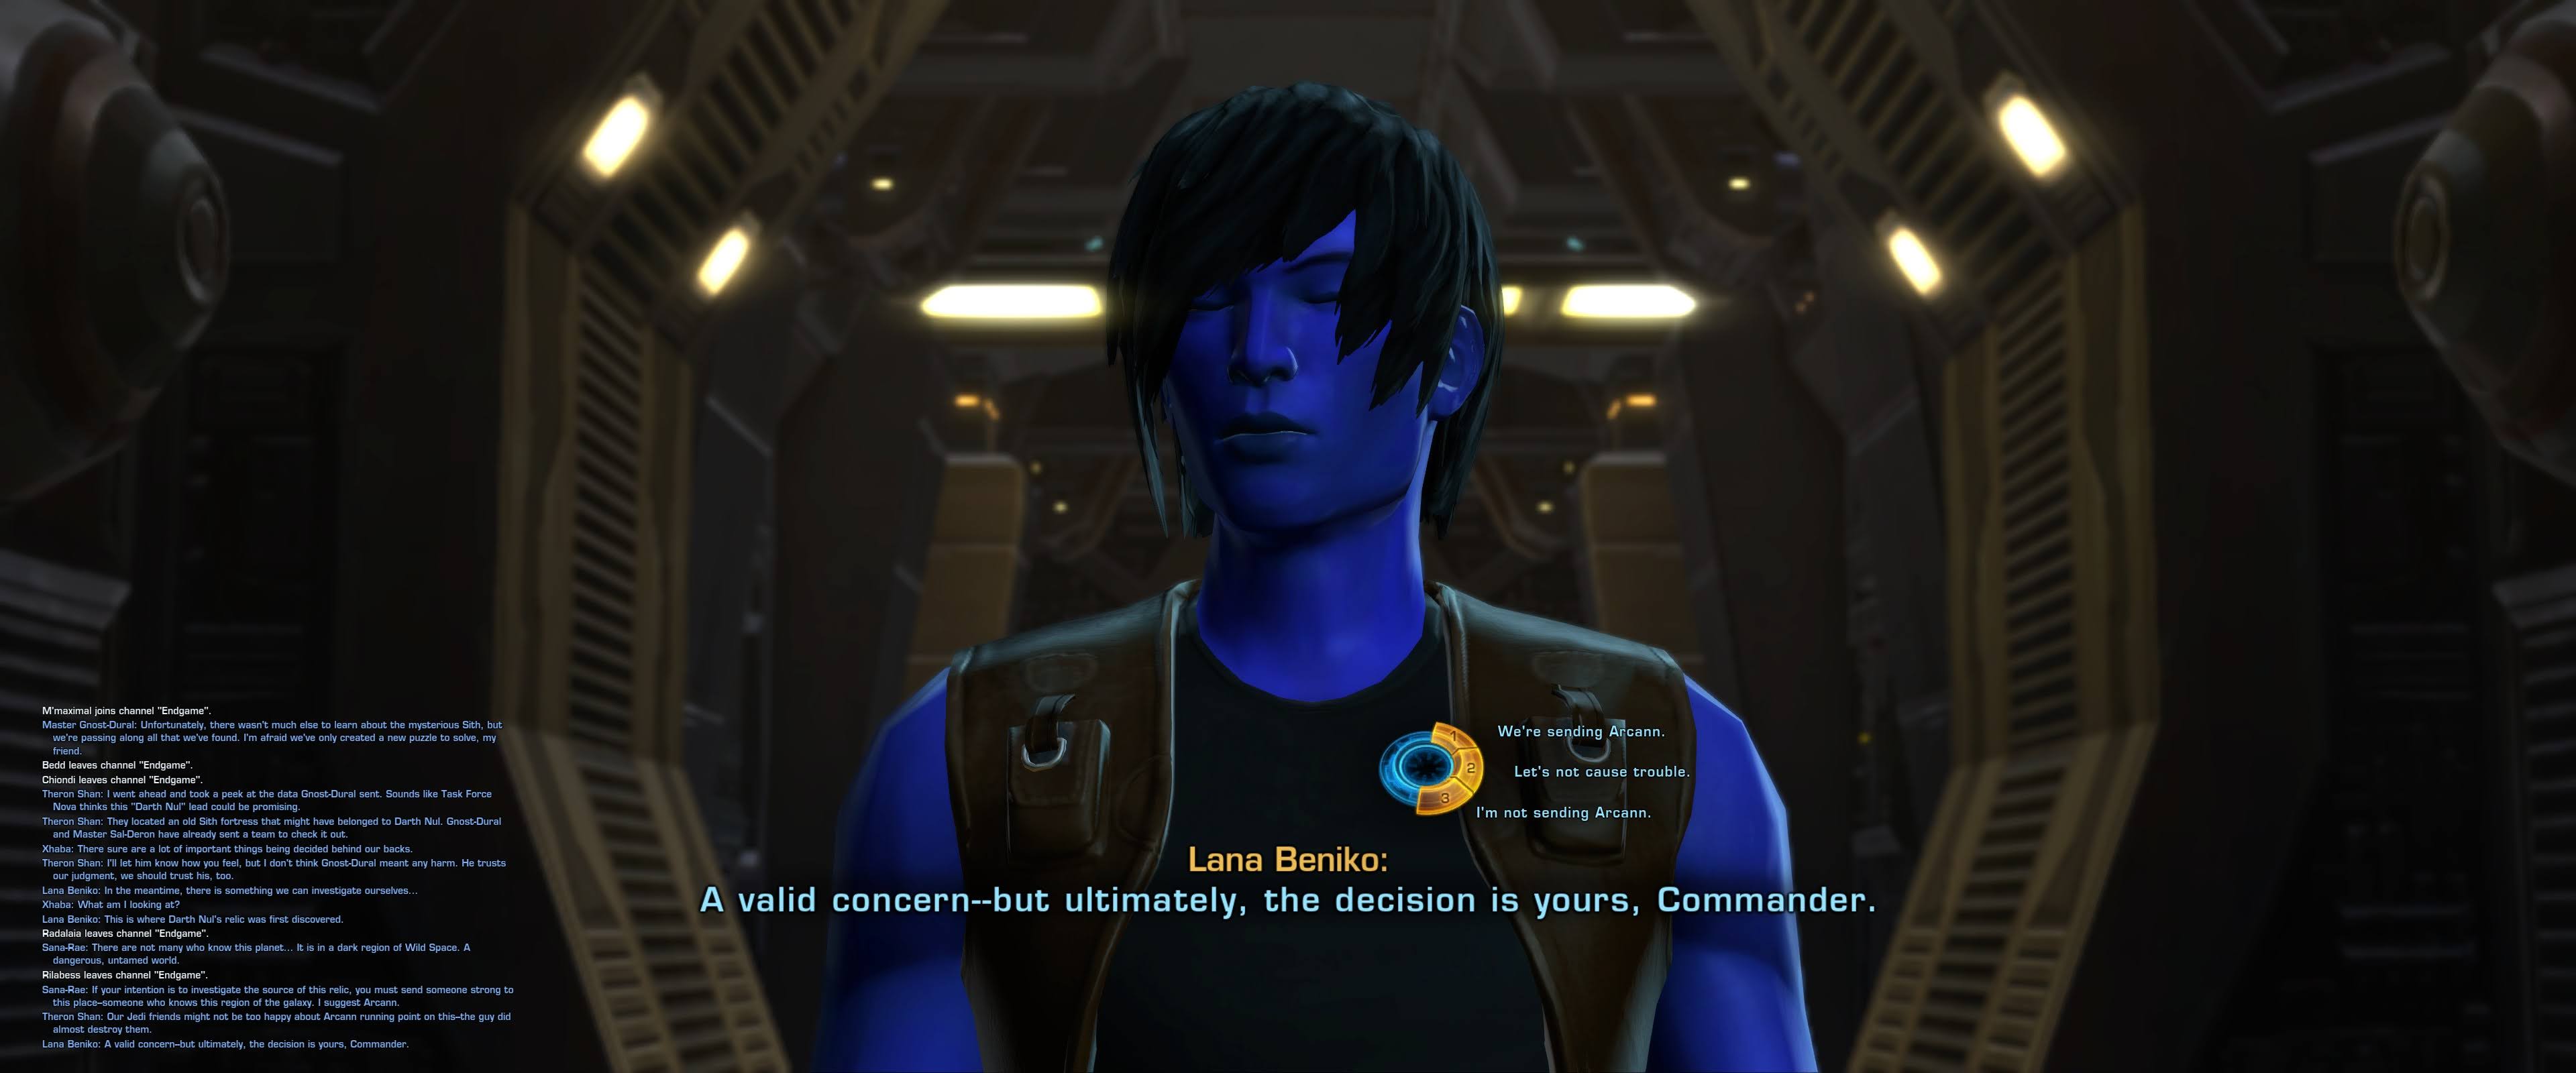 M'maximal joins channel "Endgame".
Master Gnost-Dural: Unfortunately, there wasn't much else to learn about the mysterious Sith, but
we're passing along all that we've found. I'm afraid we've only created a new puzzle to solve, my
friend.
Bedd leaves channel "Endgame".
Chiondi leaves channel "Endgame".
Theron Shan: I went ahead and took a peek at the data Gnost-Dural sent. Sounds like Task Force
Nova thinks this "Darth Nul" lead could be promising.
Theron Shan: They located an old Sith fortress that might have belonged to Darth Nul. Gnost-Dural
and Master Sal-Deron have already sent a team to check it out.
Xhaba: There sure are a lot of important things being decided behind our backs.
Theron Shan: I'll let him know how you feel, but I don't think Gnost-Dural meant any harm. He trusts
our judgment, we should trust his, too.
Lana Beniko: In the meantime, there is something we can investigate ourselves...
Xhaba: What am I looking at?
Lana Beniko: This is where Darth Nul's relic was first discovered.
Radalaia leaves channel "Endgame".
Sana-Rae: There are not many who know this planet... It is in a dark region of Wild Space. A
dangerous, untamed world.
Rilabess leaves channel "Endgame".
Sana-Rae: If your intention is to investigate the source of this relic, you must send someone strong to
this place--someone who knows this region of the galaxy. I suggest Arcann.
Theron Shan: Our Jedi friends might not be too happy about Arcann running point on this--the guy did
almost destroy them.
Lana Beniko: A valid concern--but ultimately, the decision is yours, Commander.
1 We're sending Arcann.
2 Let's not cause trouble.
3 I'm not sending Arcann.
Lana Beniko:
A valid concern--but ultimately, the decision is yours, Commander.